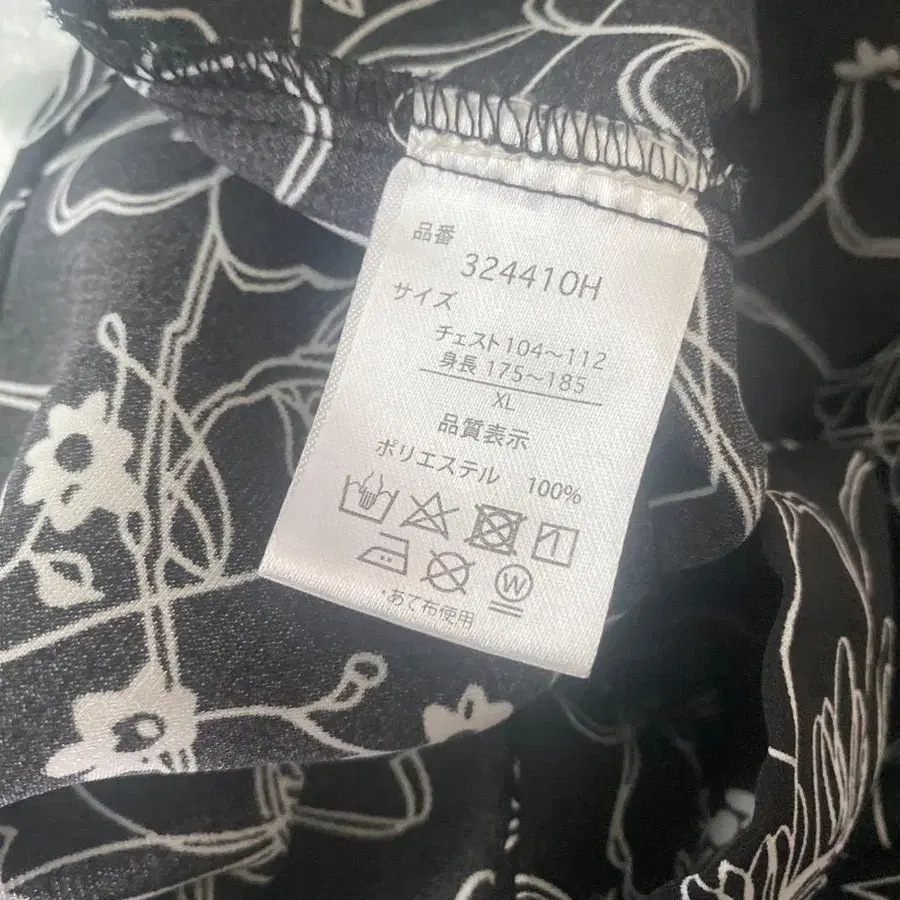 品番
324410H
サイズ
チェスト104～112
身長 175～185
XL
品質表示
ポリエステル 100%
W
*あて布使用